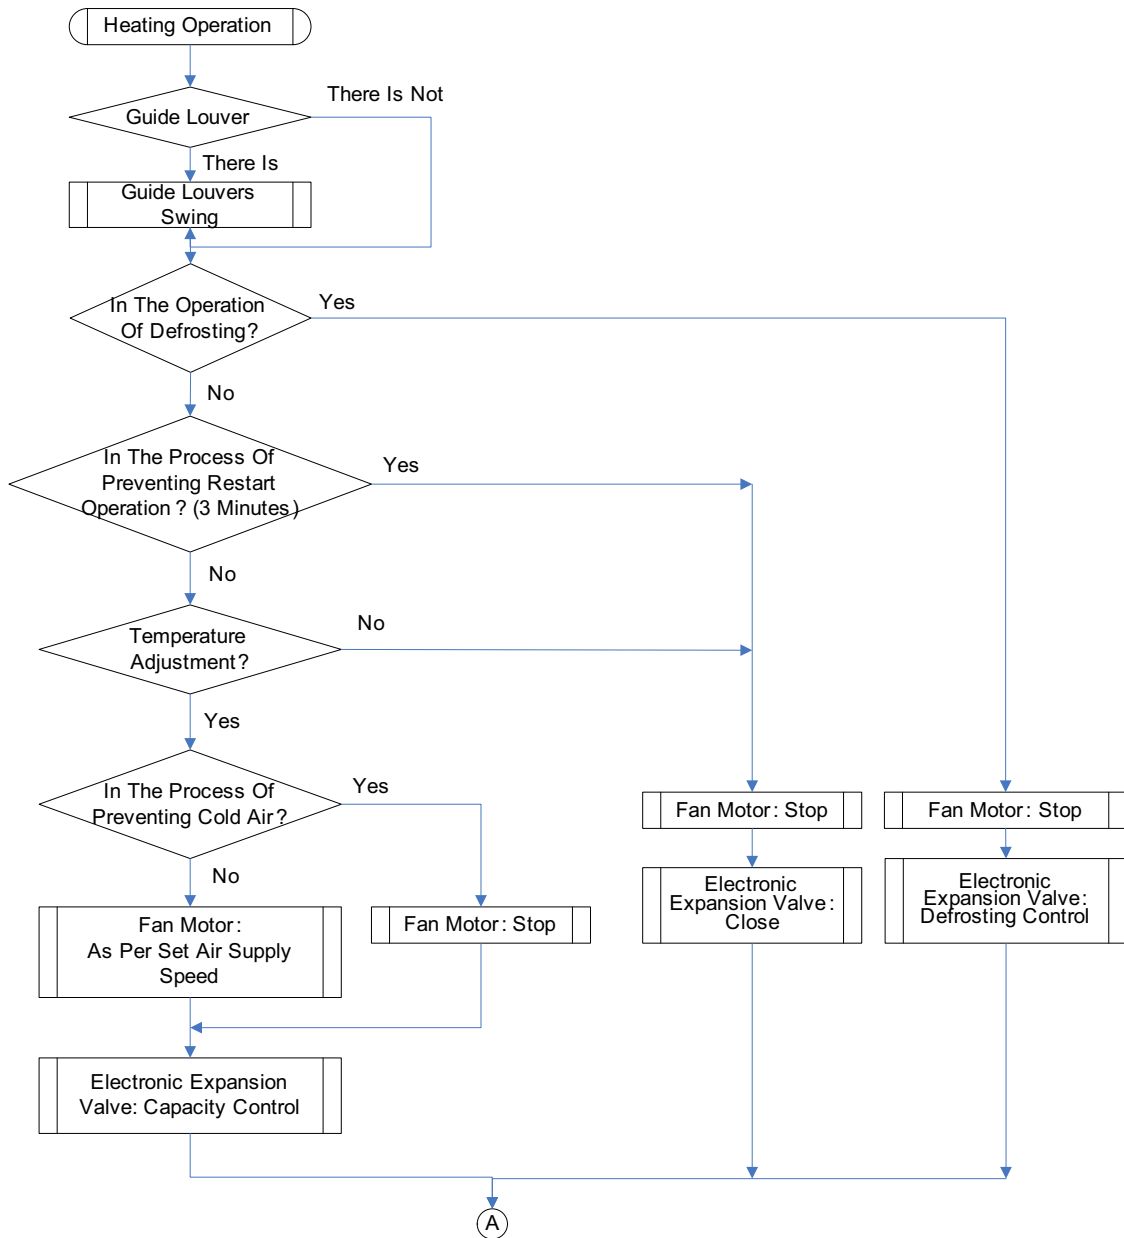 Heating Operation
There Is Not
Guide Louver
There Is
Guide Louvers
Swing
In The Operation
Of Defrosting?
Yes
No
In The Process Of
Preventing Restart
Operation? (3 Minutes)
Yes
No
Temperature
Adjustment?
No
Yes
In The Process Of
Preventing Cold Air?
Yes
No
Fan Motor: Stop
Fan Motor: Stop
Electronic
Expansion Valve:
Close
Electronic
Expansion Valve:
Defrosting Control
Fan Motor:
As Per Set Air Supply
Speed
Fan Motor: Stop
Electronic Expansion
Valve: Capacity Control
A